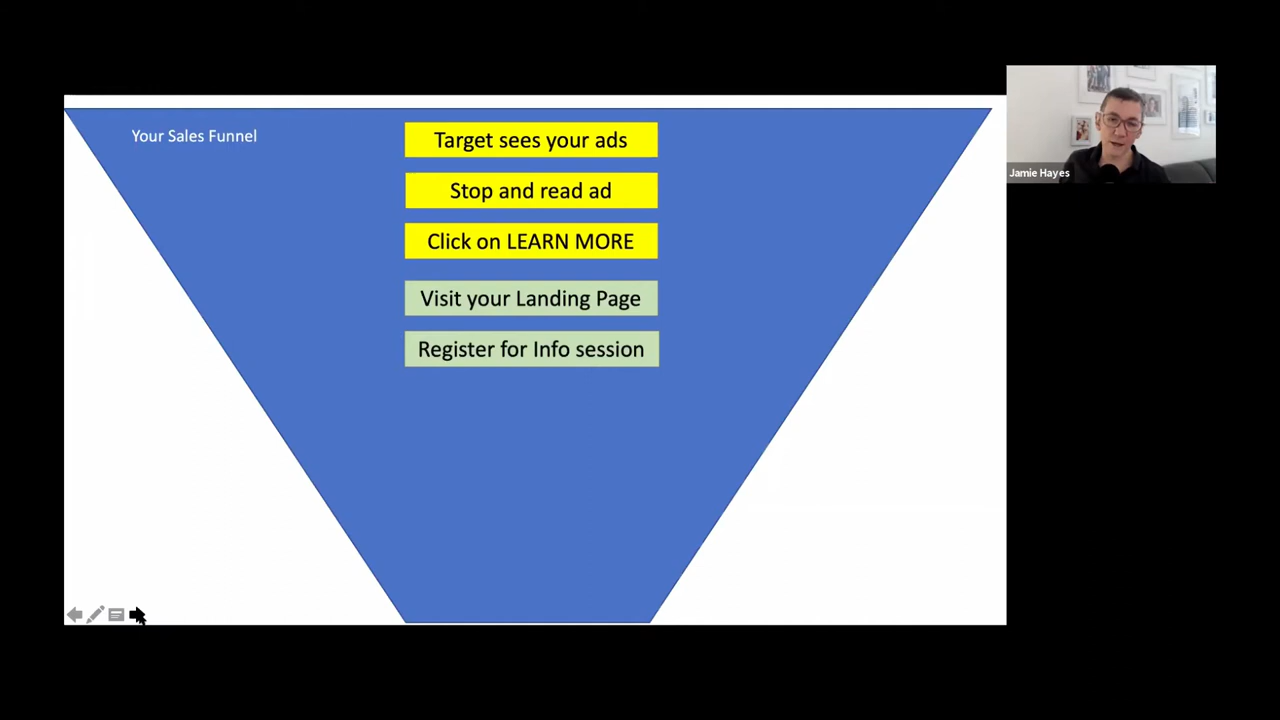 Your Sales Funnel
Target sees your ads
Stop and read ad
Click on LEARN MORE
Visit your Landing Page
Register for Info session
Jamie Hayes